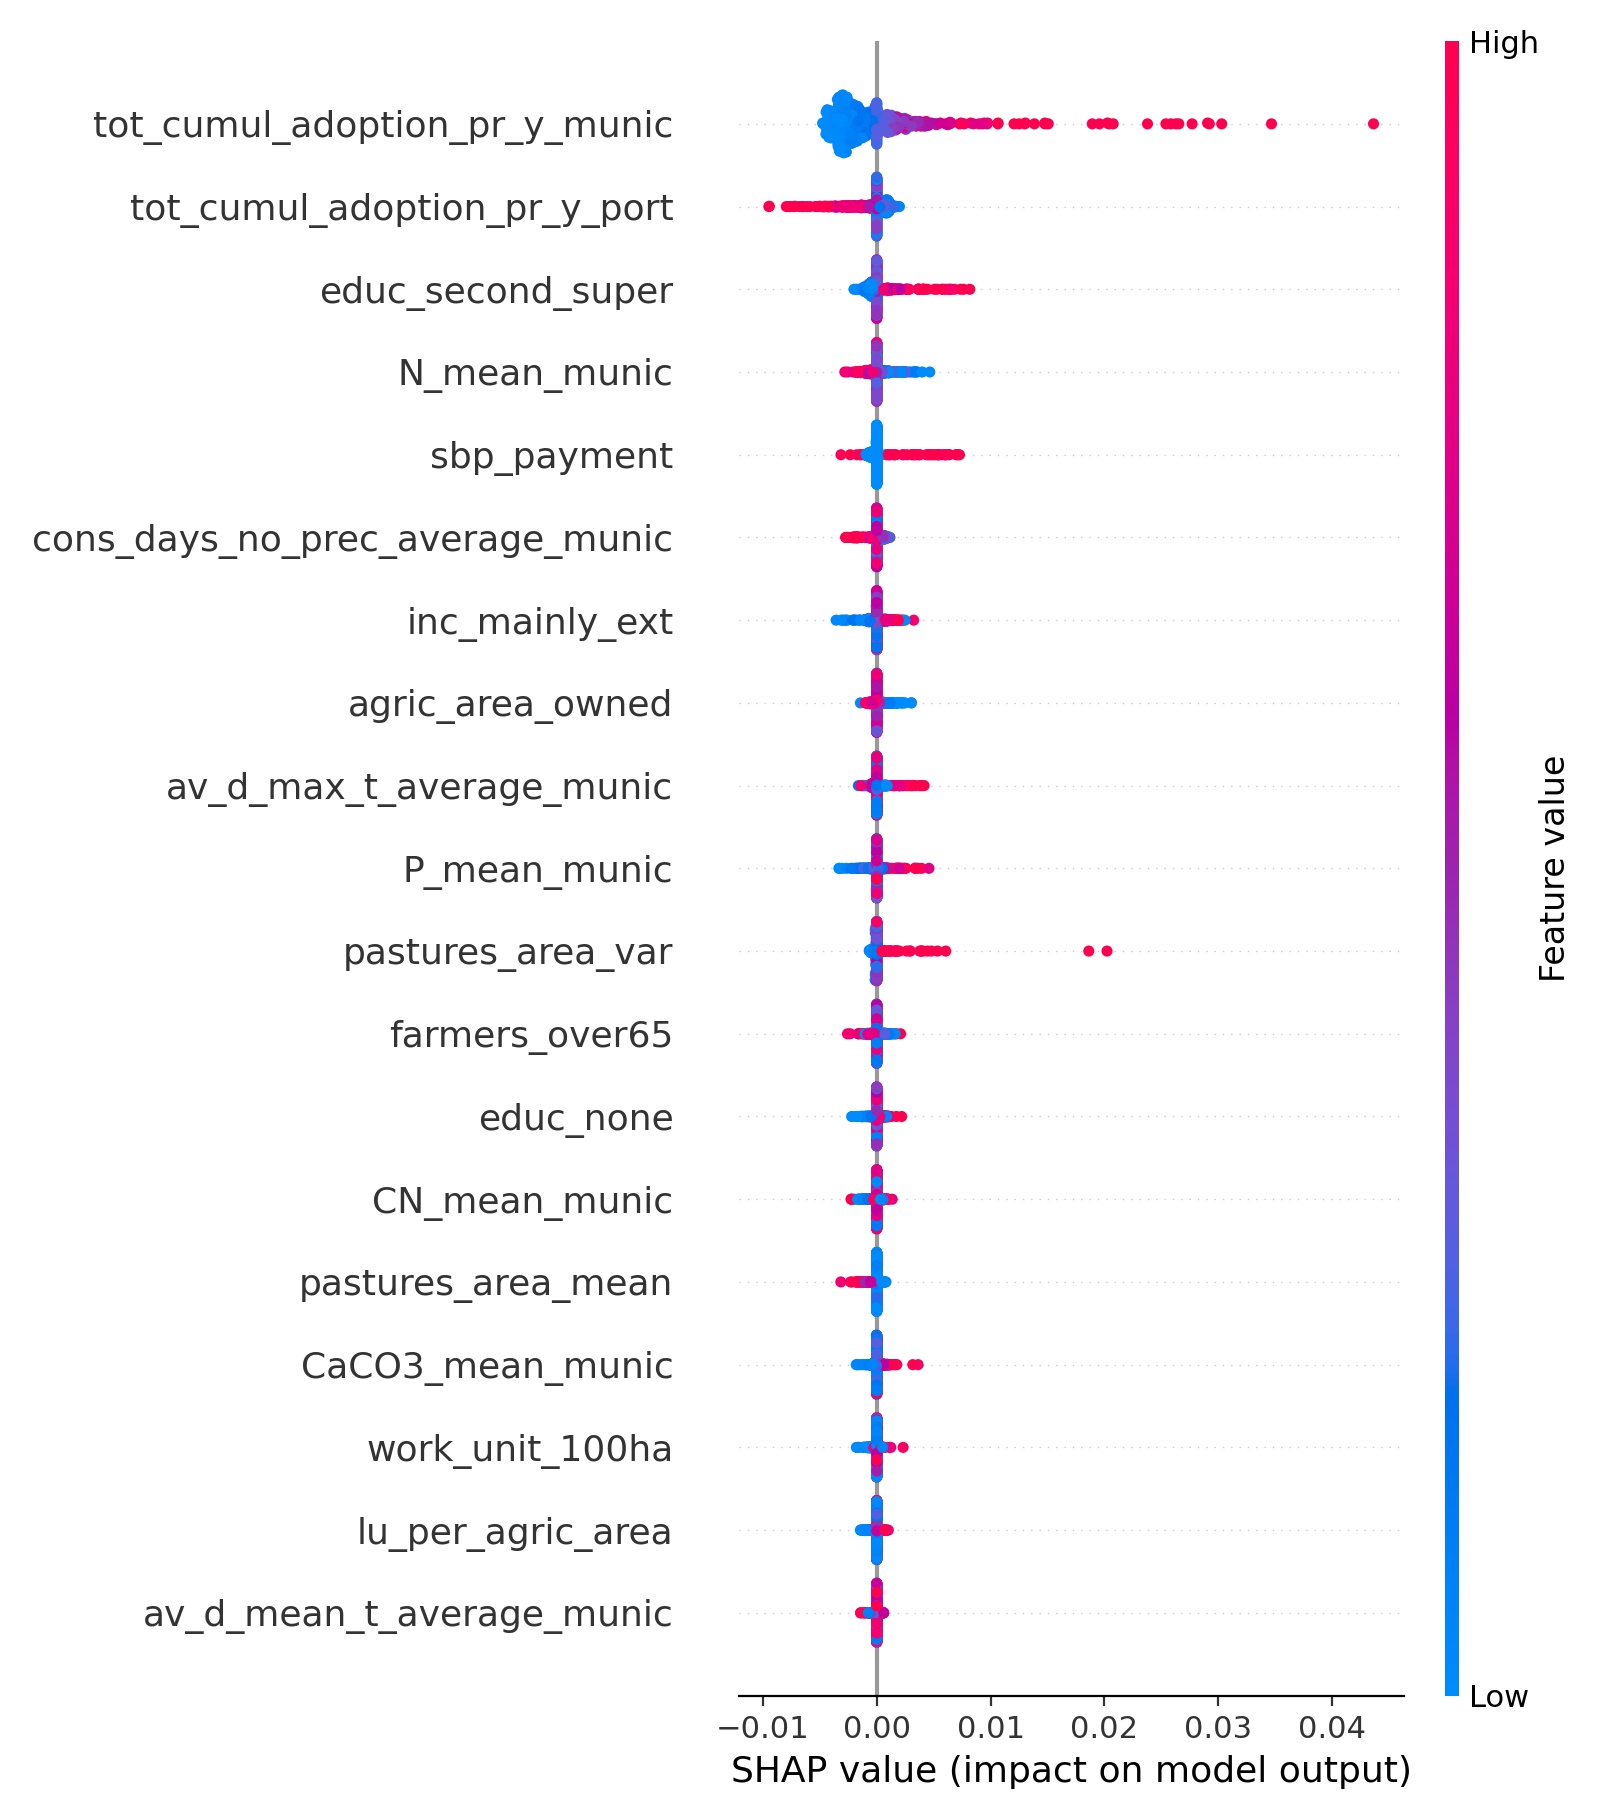 High
tot_cumul_adoption_pr_y_munic
tot_cumul_adoption_pr_y_port
educ_second_super
N_mean_munic
sbp_payment
cons_days_no_prec_average_munic
inc_mainly_ext
agric_area_owned
av_d_max_t_average_munic
P_mean_munic
pastures_area_var
farmers_over65
educ_none
CN_mean_munic
pastures_area_mean
CaCO3_mean_munic
work_unit_100ha
lu_per_agric_area
av_d_mean_t_average_munic
Feature value
Low
−0.01 0.00 0.01 0.02 0.03 0.04
SHAP value (impact on model output)